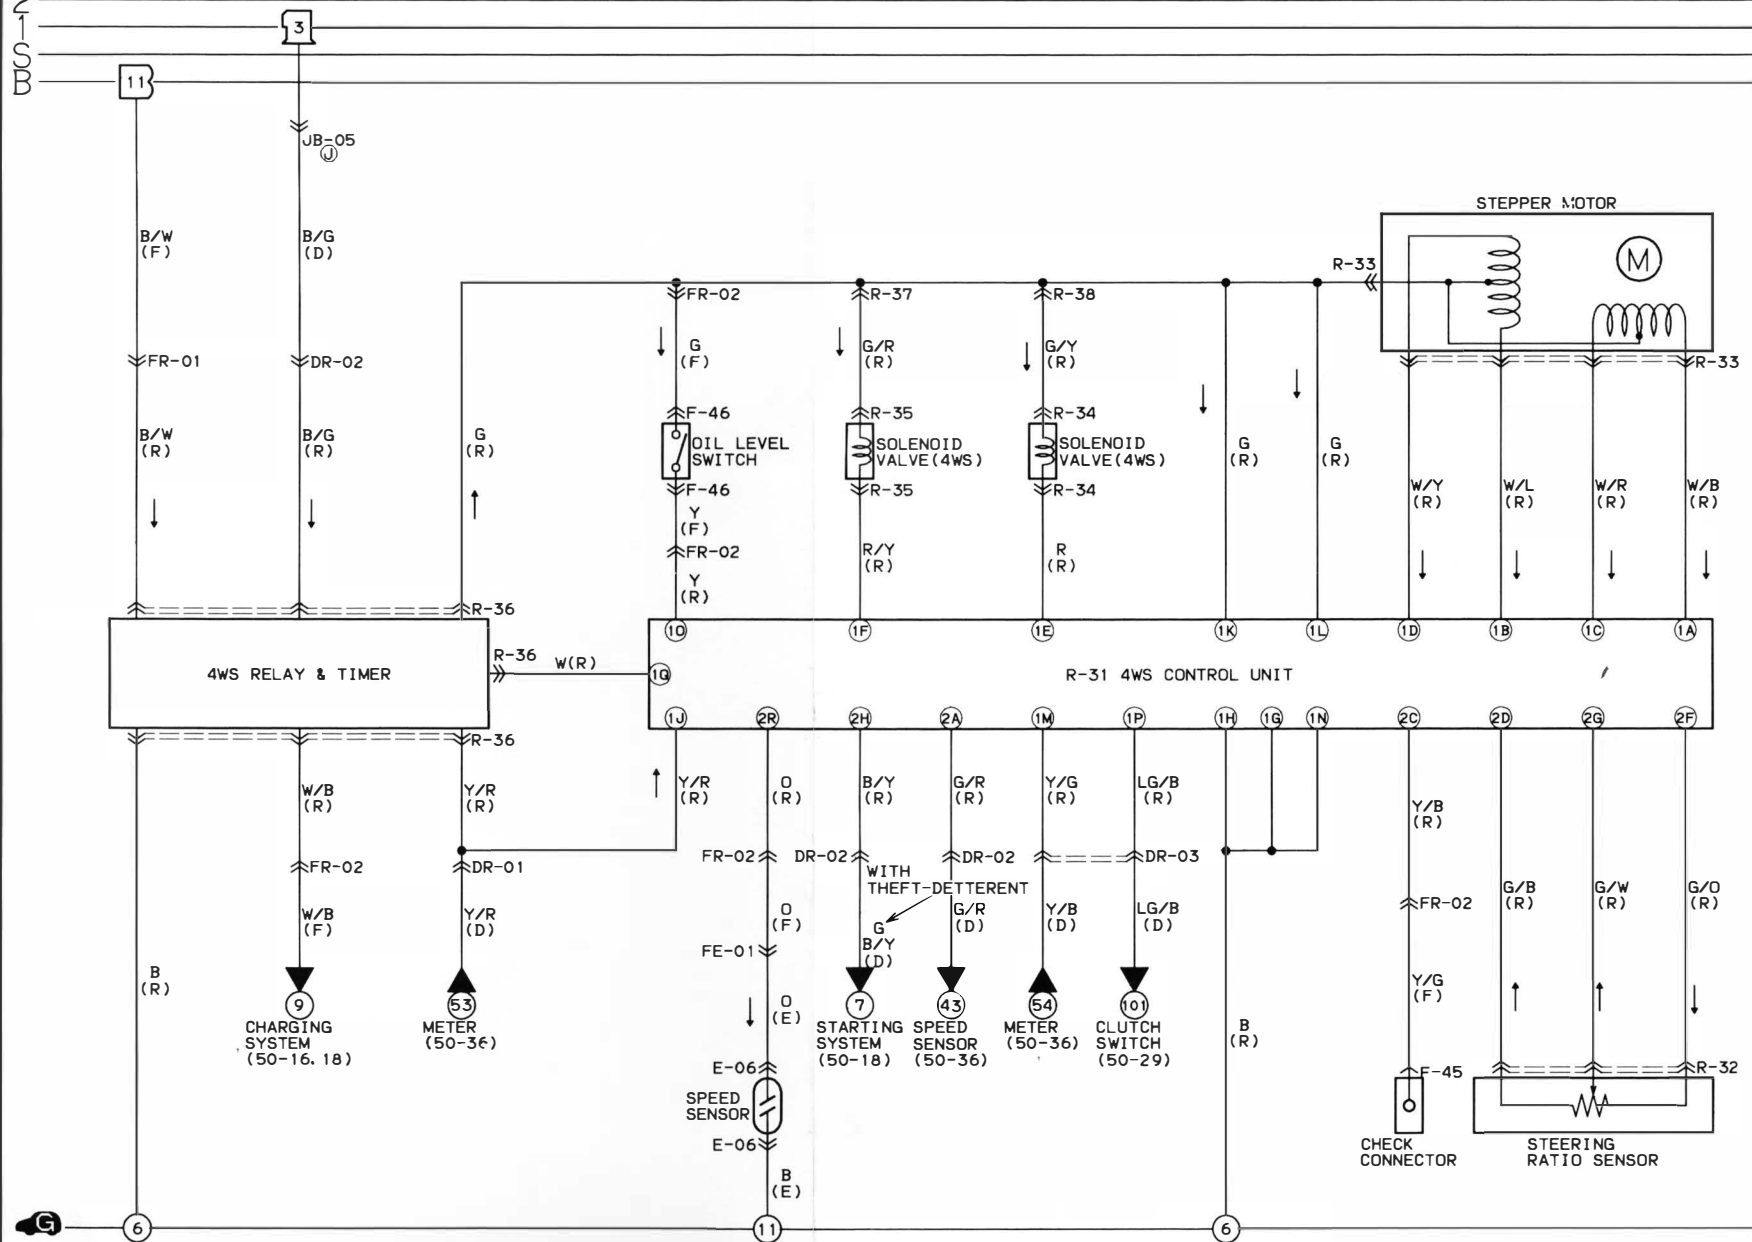 2
1
3
S
B
11
JB-05
J
STEPPER MOTOR
B/W
(F)
B/G
(D)
M
R-33
FR-02
R-37
R-38
G
(F)
G/R
(R)
G/Y
(R)
FR-01
DR-02
R-33
F-46
R-35
R-34
B/W
(R)
B/G
(R)
G
(R)
OIL LEVEL
SWITCH
SOLENOID
VALVE(4WS)
SOLENOID
VALVE(4WS)
G
(R)
G
(R)
F-46
R-35
R-34
W/Y
(R)
W/L
(R)
W/R
(R)
W/B
(R)
Y
(F)
FR-02
R/Y
(R)
R
(R)
Y
(R)
R-36
1O
1F
1E
1K
1L
1D
1B
1C
1A
4WS RELAY & TIMER
R-36
W(R)
1Q
R-31 4WS CONTROL UNIT
1J
2R
2H
2A
1M
1P
1H
1G
1N
2C
2D
2G
2F
R-36
W/B
(R)
Y/R
(R)
Y/R
(R)
O
(R)
B/Y
(R)
G/R
(R)
Y/G
(R)
LG/B
(R)
Y/B
(R)
FR-02
DR-01
FR-02
DR-02
DR-02
DR-03
WITH
THEFT-DETTERENT
G/B
(R)
G/W
(R)
G/O
(R)
FR-02
W/B
(F)
Y/R
(D)
O
(F)
G
B/Y
(D)
G/R
(D)
Y/B
(D)
LG/B
(D)
FE-01
B
(R)
Y/G
(F)
9
53
O
(E)
7
43
54
101
CHARGING
SYSTEM
(50-16.18)
METER
(50-36)
STARTING
SYSTEM
(50-18)
SPEED
SENSOR
(50-36)
METER
(50-36)
CLUTCH
SWITCH
(50-29)
B
(R)
E-06
F-45
R-32
SPEED
SENSOR
E-06
CHECK
CONNECTOR
STEERING
RATIO SENSOR
B
(E)
G
6
11
6